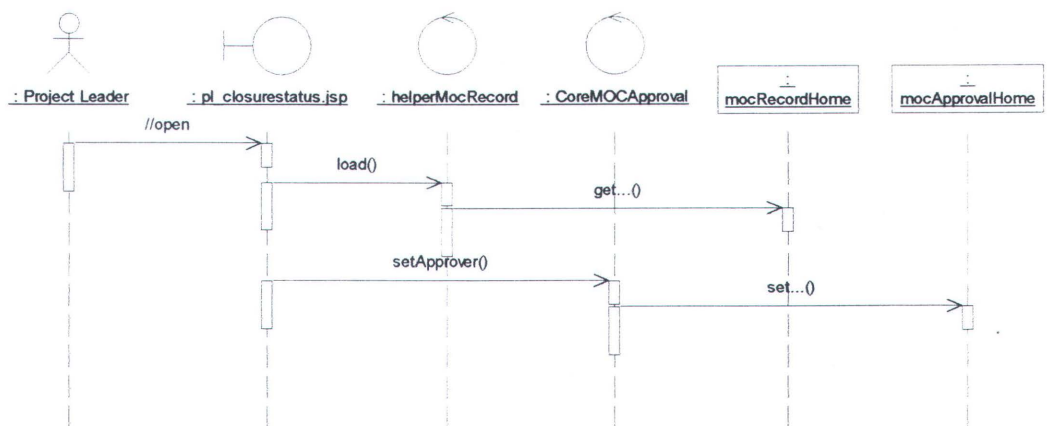 : Project Leader
: pl_closurestatus.jsp
: helperMocRecord
: CoreMOCApproval
:
mocRecordHome
:
mocApprovalHome
//open
load()
get...()
setApprover()
set...()